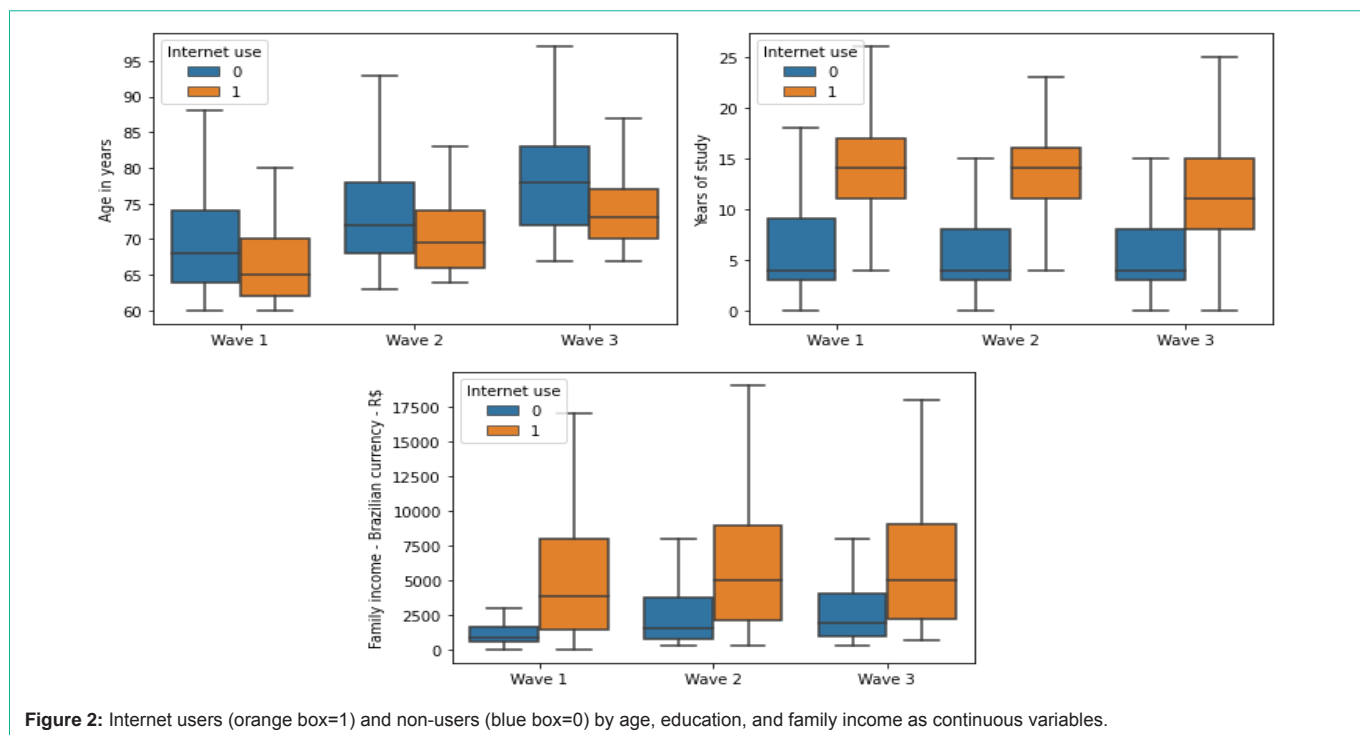 Internet use
0
1
95
90
85
80
75
70
65
60
Age in years
Wave 1 Wave 2 Wave 3
Internet use
0
1
25
20
15
10
5
0
Years of study
Wave 1 Wave 2 Wave 3
Internet use
0
1
17500
15000
12500
10000
7500
5000
2500
0
Family income - Brazilian currency - R$
Wave 1 Wave 2 Wave 3
Figure 2: Internet users (orange box=1) and non-users (blue box=0) by age, education, and family income as continuous variables.